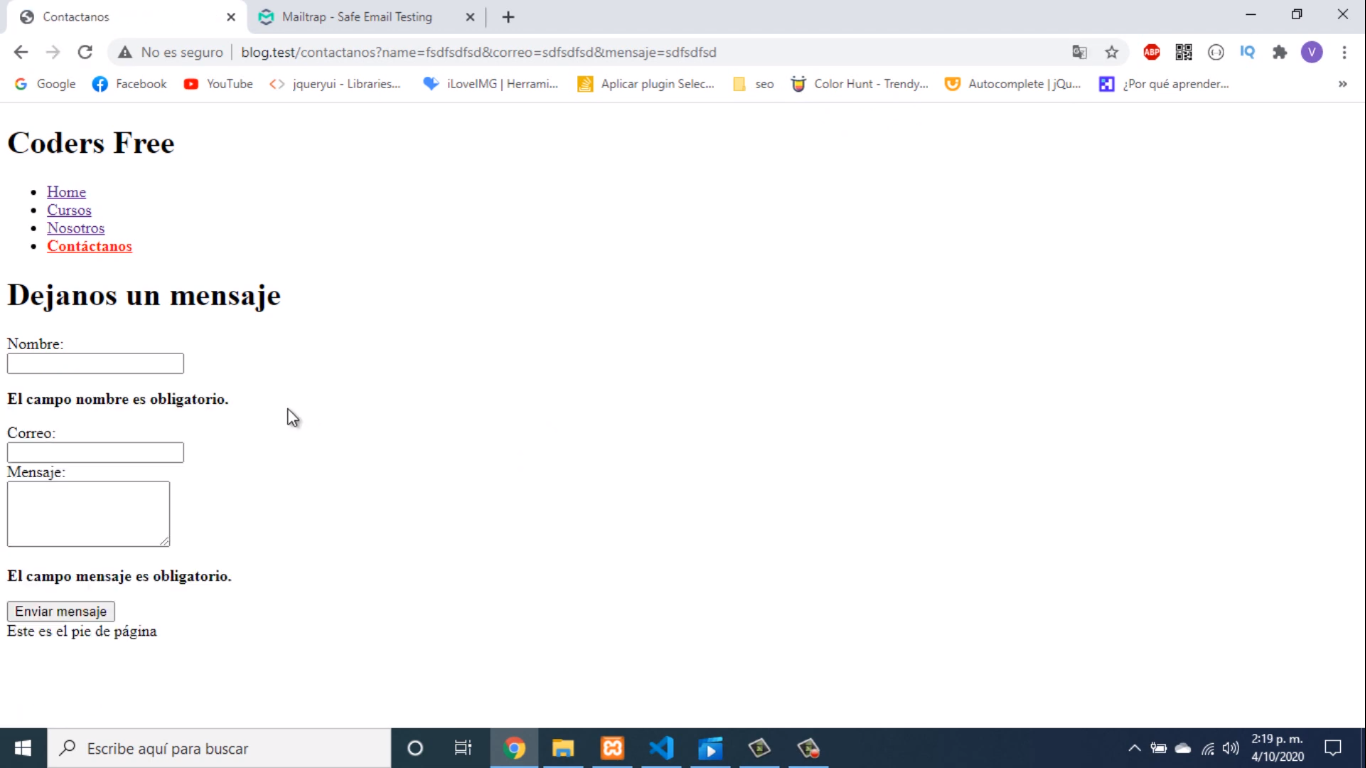 Contactanos
Mailtrap - Safe Email Testing
No es seguro
blog.test/contactanos?name=fsdfsdfsd&correo=sdfsdfsd&mensaje=sdfsdfsd
ABP
IQ
V
Google
Facebook
YouTube
jqueryui - Libraries...
iLoveIMG | Herrami...
Aplicar plugin Selec...
seo
Color Hunt - Trendy...
Autocomplete | jQu...
¿Por qué aprender...
Coders Free
Home
Cursos
Nosotros
Contáctanos
Dejanos un mensaje
Nombre:
El campo nombre es obligatorio.
Correo:
Mensaje:
El campo mensaje es obligatorio.
Enviar mensaje
Este es el pie de página
Escribe aquí para buscar
2:19 p. m.
4/10/2020